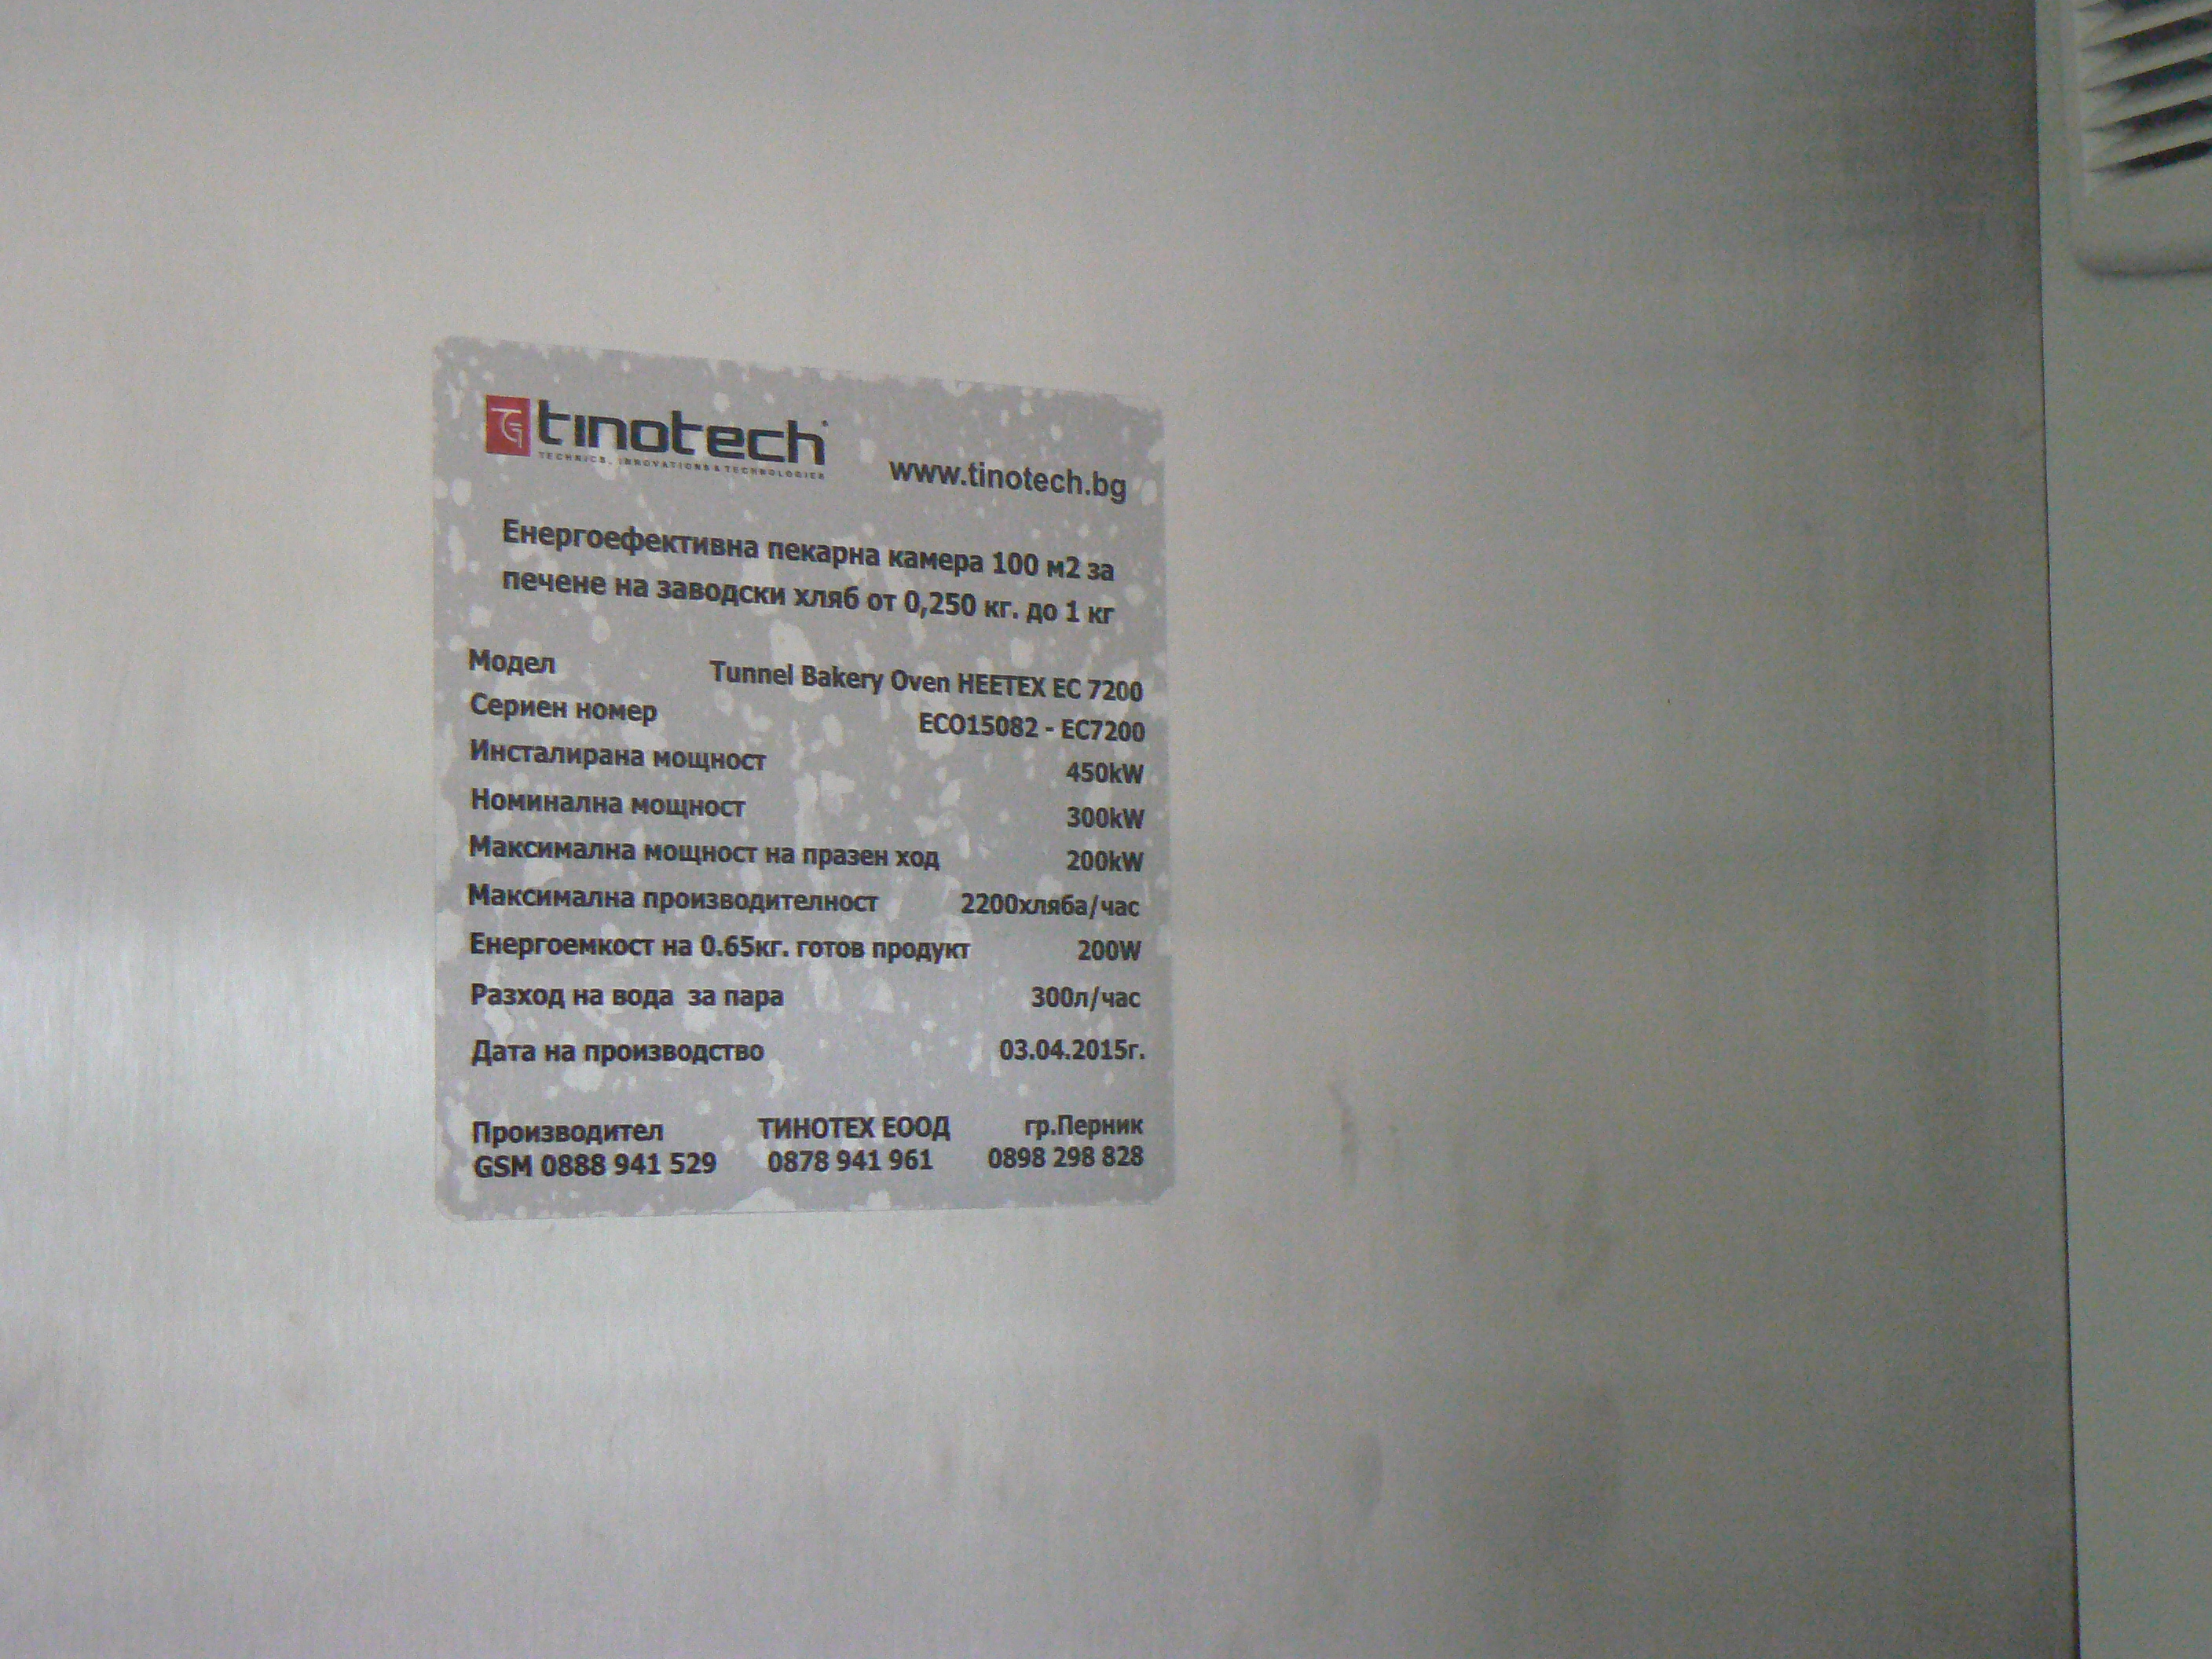 tinotech
TECHNICS, INNOVATIONS & TECHNOLOGIES
www.tinotech.bg
Енергоефективна пекарна камера 100 м2 за
печене на заводски хляб от 0,250 кг. до 1 кг
Модел Tunnel Bakery Oven HEETEX EC 7200
Сериен номер ECO15082 - EC7200
Инсталирана мощност 450kW
Номинална мощност 300kW
Максимална мощност на празен ход 200kW
Максимална производителност 2200хляба/час
Енергоемкост на 0.65кг. готов продукт 200W
Разход на вода за пара 300л/час
Дата на производство 03.04.2015г.
Производител ТИНОТЕХ ЕООД гр.Перник
GSM 0888 941 529 0878 941 961 0898 298 828